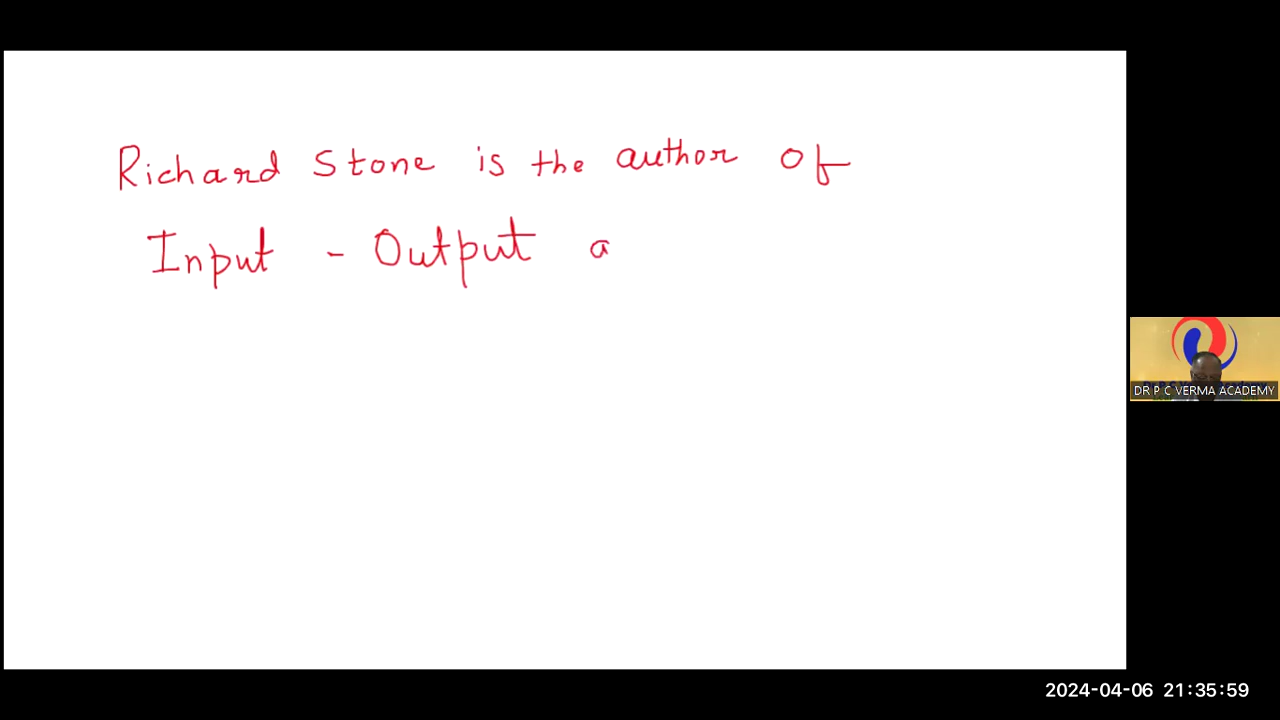 Richard Stone is the author of
Input - Output a
DR P C VERMA ACADEMY
2024-04-06 21:35:59